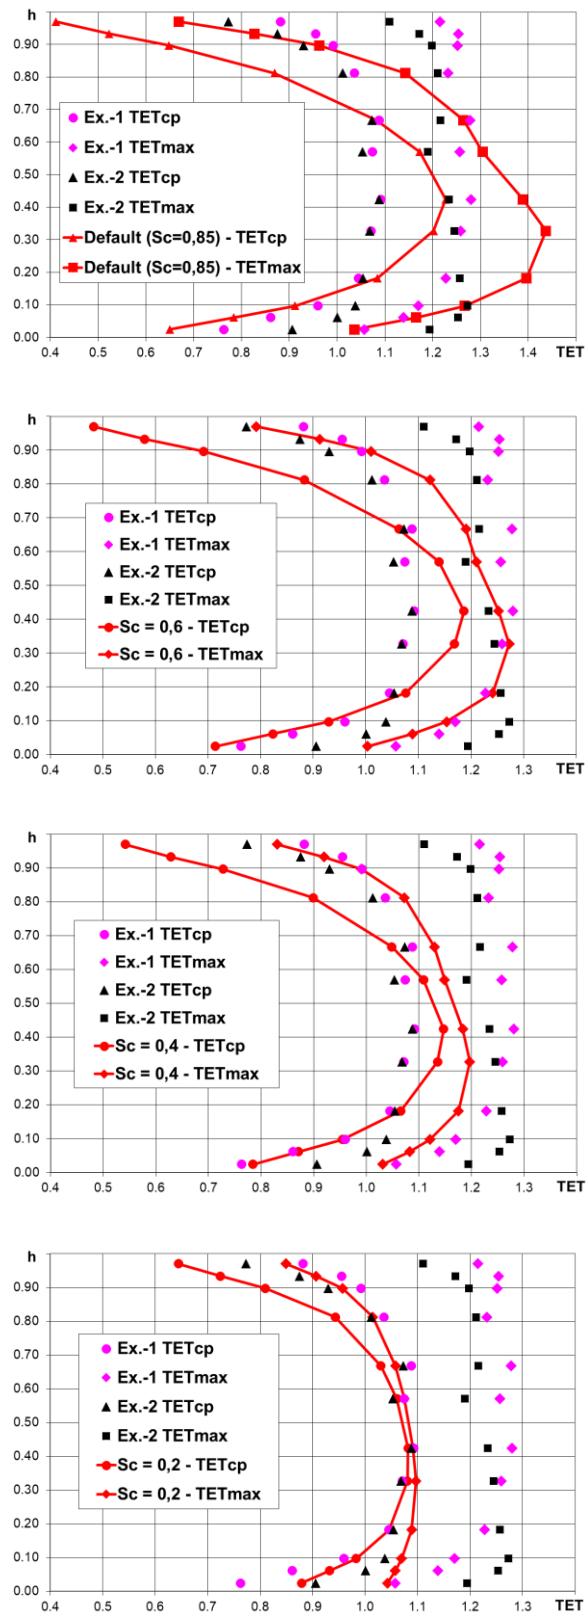 h
0.90
0.80
0.70
0.60
0.50
0.40
0.30
0.20
0.10
0.00
Ex.-1 TETcp
Ex.-1 TETmax
Ex.-2 TETcp
Ex.-2 TETmax
Default (Sc=0,85) - TETcp
Default (Sc=0,85) - TETmax
0.4 0.5 0.6 0.7 0.8 0.9 1.0 1.1 1.2 1.3 1.4 TET
h
0.90
0.80
0.70
0.60
0.50
0.40
0.30
0.20
0.10
0.00
Ex.-1 TETcp
Ex.-1 TETmax
Ex.-2 TETcp
Ex.-2 TETmax
Sc = 0,6 - TETcp
Sc = 0,6 - TETmax
0.4 0.5 0.6 0.7 0.8 0.9 1.0 1.1 1.2 1.3 TET
h
0.90
0.80
0.70
0.60
0.50
0.40
0.30
0.20
0.10
0.00
Ex.-1 TETcp
Ex.-1 TETmax
Ex.-2 TETcp
Ex.-2 TETmax
Sc = 0,4 - TETcp
Sc = 0,4 - TETmax
0.4 0.5 0.6 0.7 0.8 0.9 1.0 1.1 1.2 1.3 TET
h
0.90
0.80
0.70
0.60
0.50
0.40
0.30
0.20
0.10
0.00
Ex.-1 TETcp
Ex.-1 TETmax
Ex.-2 TETcp
Ex.-2 TETmax
Sc = 0,2 - TETcp
Sc = 0,2 - TETmax
0.4 0.5 0.6 0.7 0.8 0.9 1.0 1.1 1.2 1.3 TET